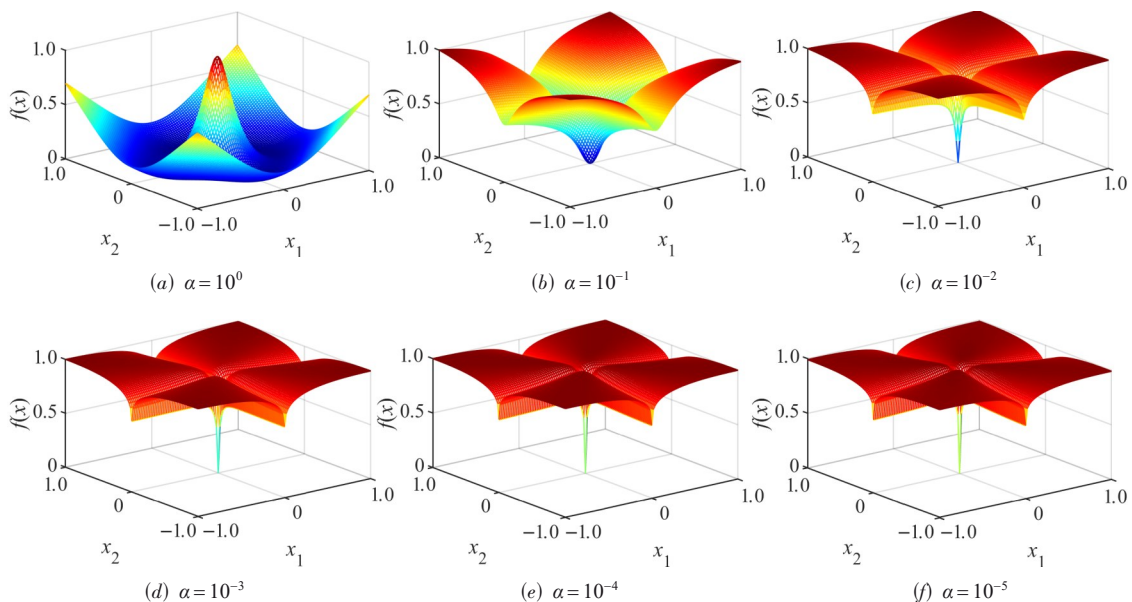 1.0 1.0 1.0
f(x) 0.5 f(x) 0.5 f(x) 0.5
0 0 0
1.0 1.0 1.0 1.0 1.0 1.0
0 0 0 0 0 0
x₂ −1.0 −1.0 x₁ x₂ −1.0 −1.0 x₁ x₂ −1.0 −1.0 x₁
(a) α=10⁰ (b) α=10⁻¹ (c) α=10⁻²
1.0 1.0 1.0
f(x) 0.5 f(x) 0.5 f(x) 0.5
0 0 0
1.0 1.0 1.0 1.0 1.0 1.0
0 0 0 0 0 0
x₂ −1.0 −1.0 x₁ x₂ −1.0 −1.0 x₁ x₂ −1.0 −1.0 x₁
(d) α=10⁻³ (e) α=10⁻⁴ (f) α=10⁻⁵